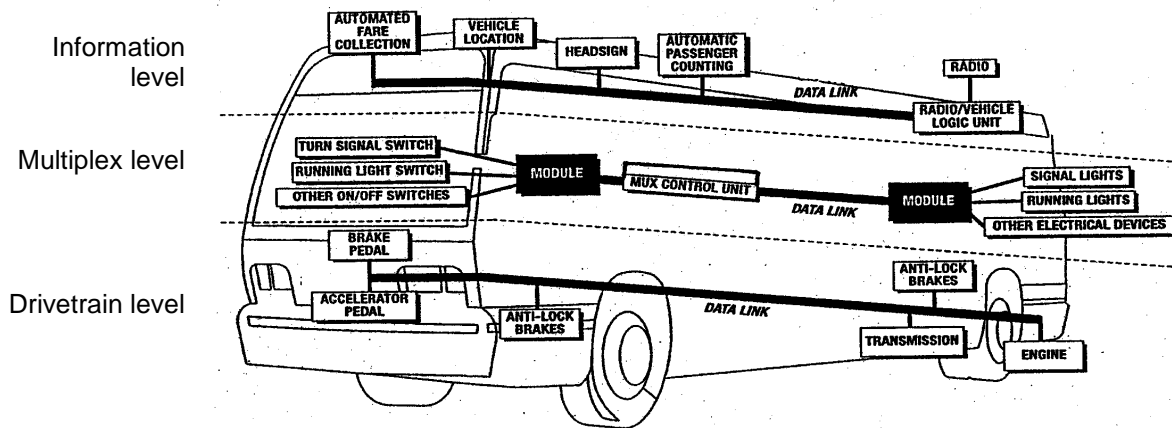 Information
level
AUTOMATED
FARE
COLLECTION
VEHICLE
LOCATION
HEADSIGN
AUTOMATIC
PASSENGER
COUNTING
DATA LINK
RADIO
RADIO/VEHICLE
LOGIC UNIT
Multiplex level
TURN SIGNAL SWITCH
RUNNING LIGHT SWITCH
OTHER ON/OFF SWITCHES
MODULE
MUX CONTROL UNIT
DATA LINK
MODULE
SIGNAL LIGHTS
RUNNING LIGHTS
OTHER ELECTRICAL DEVICES
Drivetrain level
BRAKE
PEDAL
ACCELERATOR
PEDAL
ANTI-LOCK
BRAKES
DATA LINK
ANTI-LOCK
BRAKES
TRANSMISSION
ENGINE